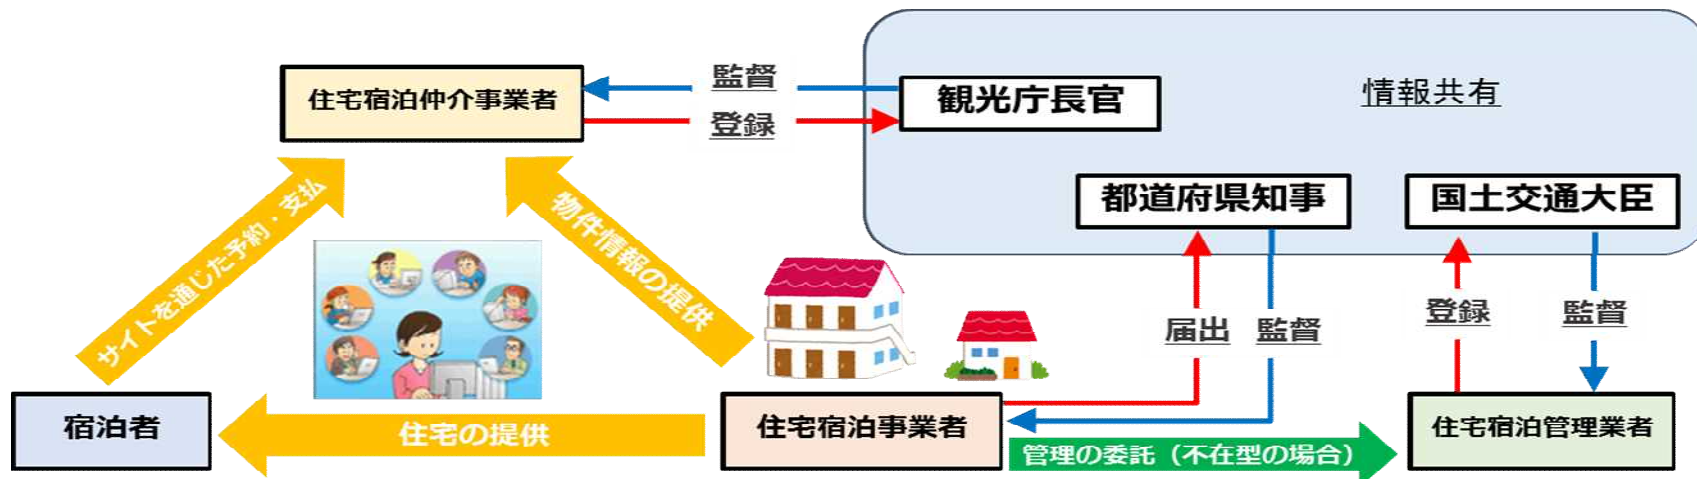 監督
住宅宿泊仲介事業者
観光庁長官
情報共有
登録
都道府県知事
国土交通大臣
サイトを通じた予約・支払
物件情報の提供
届出
監督
登録
監督
宿泊者
住宅の提供
住宅宿泊事業者
住宅宿泊管理業者
管理の委託（不在型の場合）